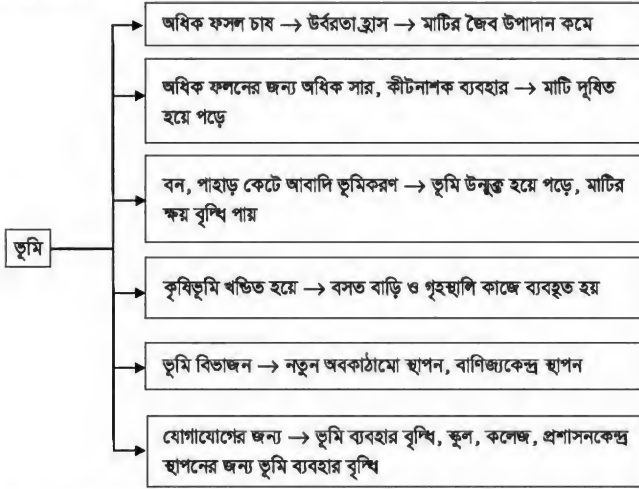 অধিক ফসল চাষ → উর্বরতা হ্রাস → মাটির জৈব উপাদান কমে
অধিক ফলনের জন্য অধিক সার, কীটনাশক ব্যবহার → মাটি দূষিত
হয়ে পড়ে
বন, পাহাড় কেটে আবাদি ভূমিকরণ → ভূমি উন্মুক্ত হয়ে পড়ে, মাটির
ক্ষয় বৃদ্ধি পায়
ভূমি
কৃষিভূমি খন্ডিত হয়ে → বসত বাড়ি ও গৃহস্থালি কাজে ব্যবহৃত হয়
ভূমি বিভাজন → নতুন অবকাঠামো স্থাপন, বাণিজ্যকেন্দ্র স্থাপন
যোগাযোগের জন্য → ভূমি ব্যবহার বৃদ্ধি, স্কুল, কলেজ, প্রশাসনকেন্দ্র
স্থাপনের জন্য ভূমি ব্যবহার বৃদ্ধি